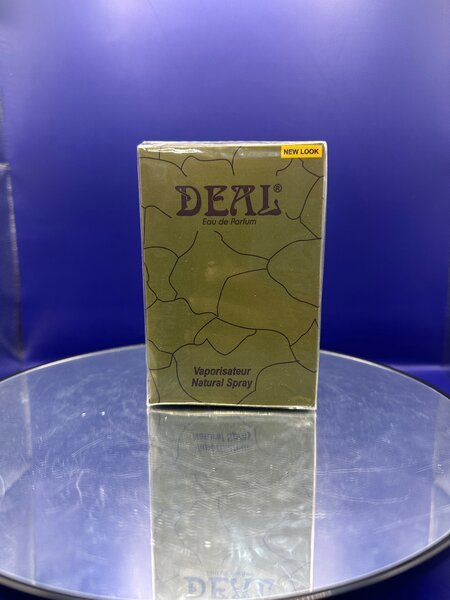 NEW LOOK
DEAL®
Eau de Parfum
Vaporisateur
Natural Spray